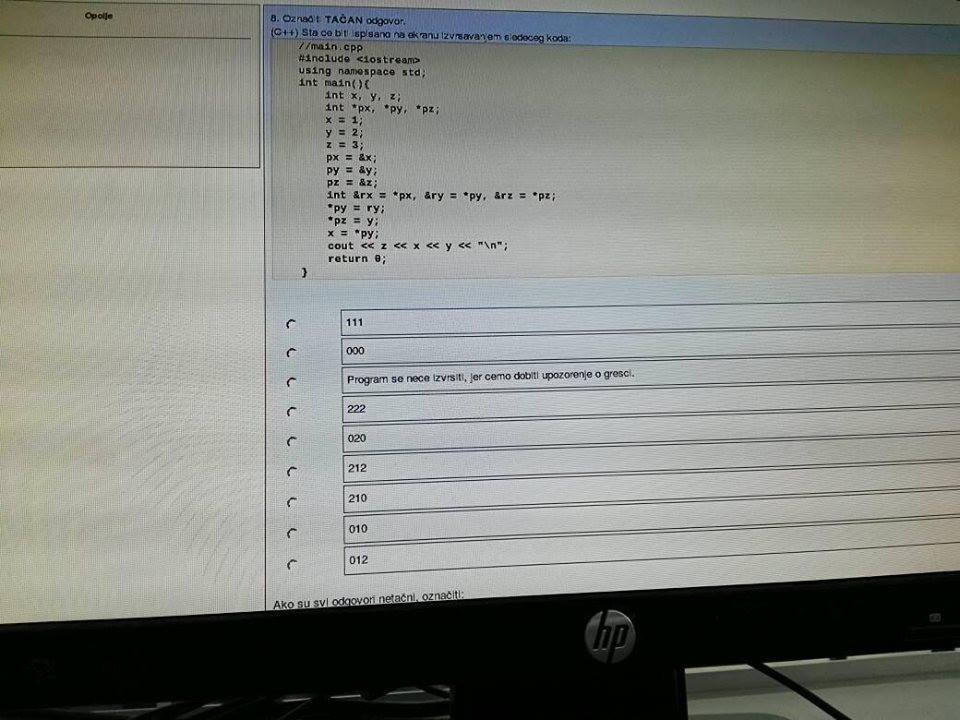 Opolje
8. Označiti TAČAN odgovor.
(C++) Sta ce biti ispisano na ekranu izvrsavanjem sledeceg koda:
//main.cpp
#include <iostream>
using namespace std;
int main(){
int x, y, z;
int *px, *py, *pz;
x = 1;
y = 2;
z = 3;
px = &x;
py = &y;
pz = &z;
int &rx = *px, &ry = *py, &rz = *pz;
*py = ry;
*pz = y;
x = *py;
cout << z << x << y << "\n";
return 0;
}
111
000
Program se nece izvrsiti, jer cemo dobiti upozorenje o gresci.
222
020
212
210
010
012
Ako su svi odgovori netačni, označiti:
hp